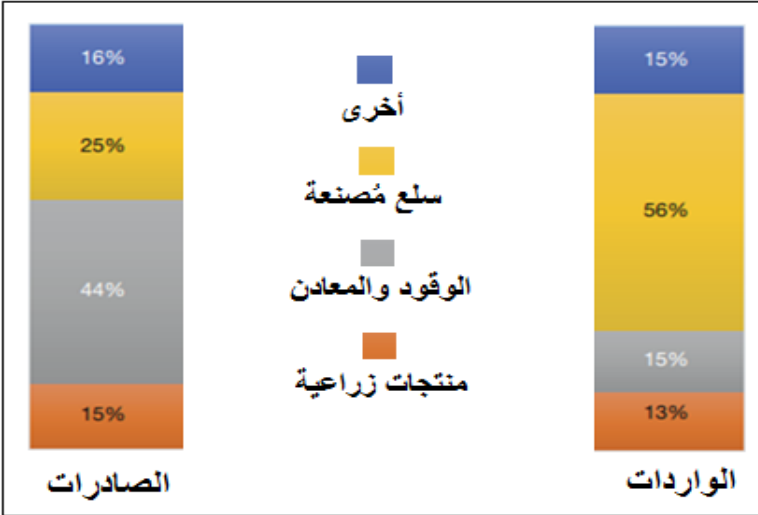 16%
25%
44%
15%
الصادرات
أخرى
سلع مُصنعة
الوقود والمعادن
منتجات زراعية
15%
56%
15%
13%
الواردات